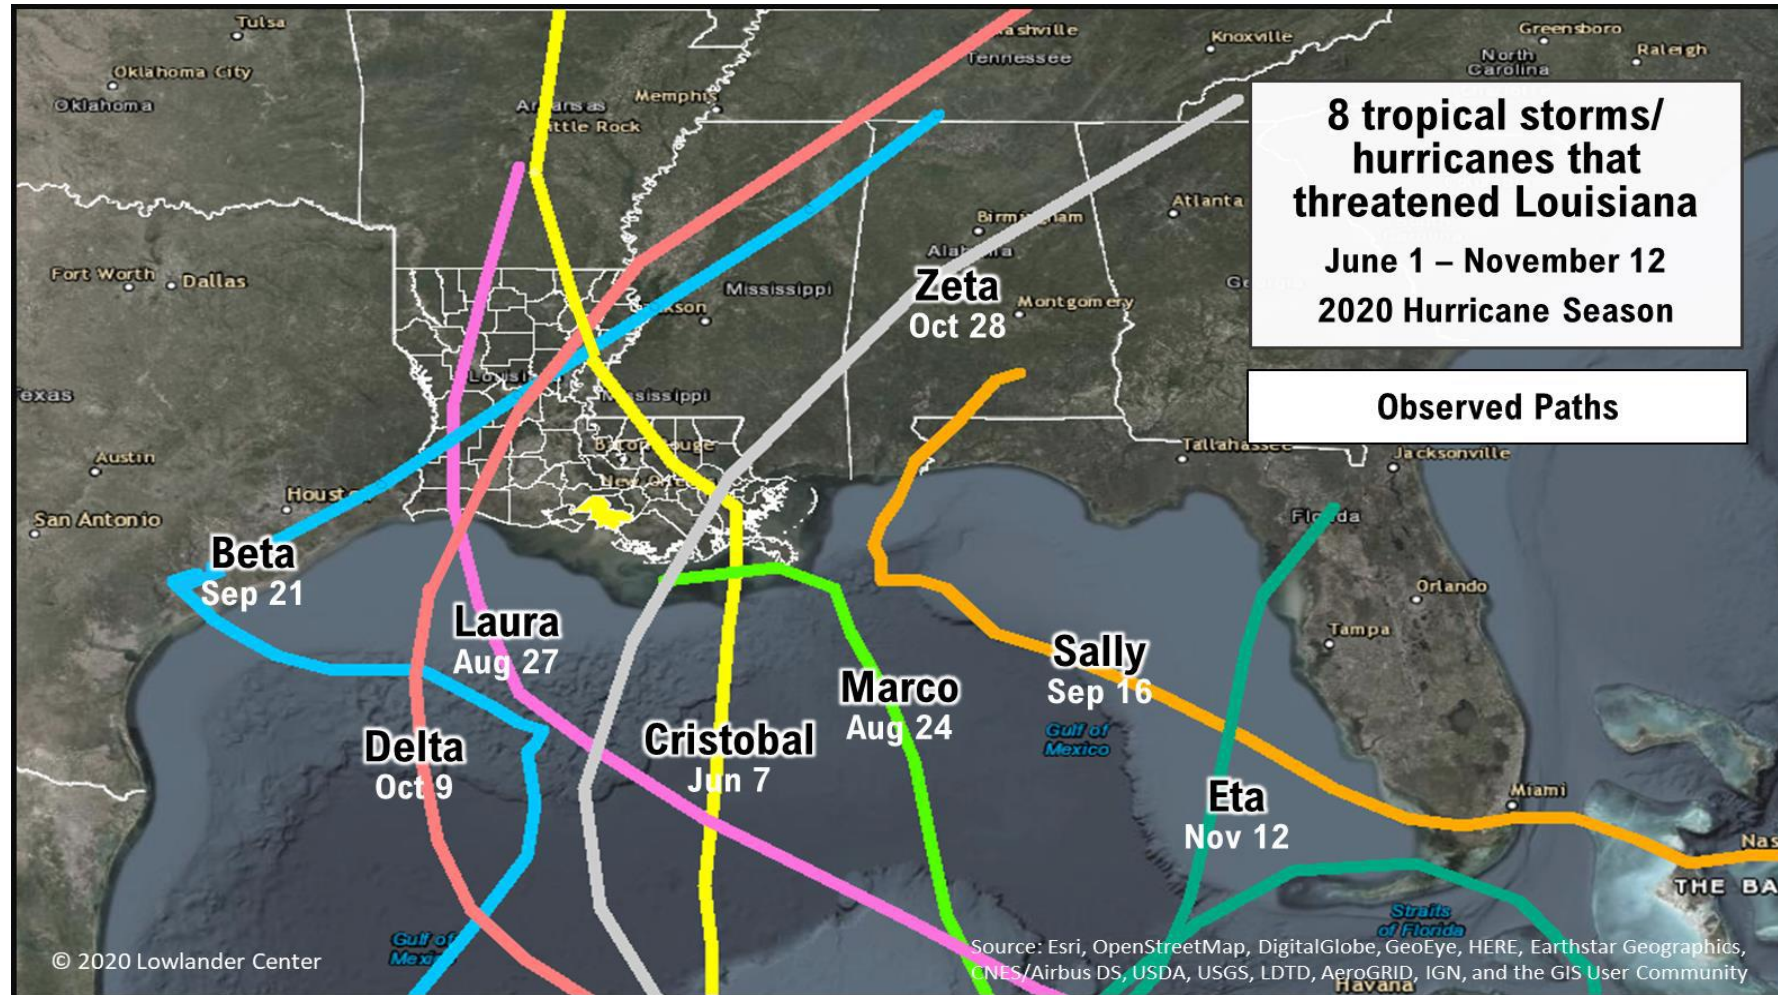 Tulsa
Oklahoma City
Oklahoma
Memphis
Tennessee
Knoxville
Greensboro
North
Carolina
Raleigh
8 tropical storms/
hurricanes that
threatened Louisiana
June 1 – November 12
2020 Hurricane Season
Observed Paths
Atlanta
Fort Worth
Dallas
Mississippi
Montgomery
Zeta
Oct 28
Mississippi
Austin
San Antonio
Tallahassee
Jacksonville
Orlando
Tampa
Beta
Sep 21
Laura
Aug 27
Sally
Sep 16
Marco
Aug 24
Gulf of
Mexico
Delta
Oct 9
Cristobal
Jun 7
Eta
Nov 12
Miami
Nas
THE BA
Straits
of Florida
Gulf of
© 2020 Lowlander Center
Source: Esri, OpenStreetMap, DigitalGlobe, GeoEye, HERE, Earthstar Geographics,
CNES/Airbus DS, USDA, USGS, LDTD, AeroGRID, IGN, and the GIS User Community
Havana